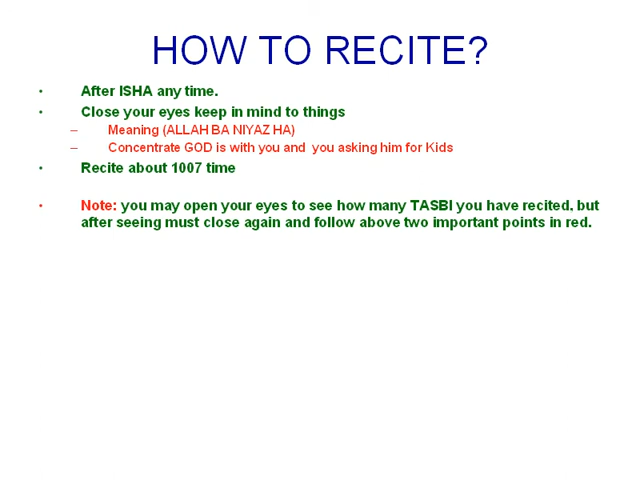 HOW TO RECITE?
• After ISHA any time.
• Close your eyes keep in mind to things
– Meaning (ALLAH BA NIYAZ HA)
– Concentrate GOD is with you and you asking him for Kids
• Recite about 1007 time
• Note: you may open your eyes to see how many TASBI you have recited, but
after seeing must close again and follow above two important points in red.